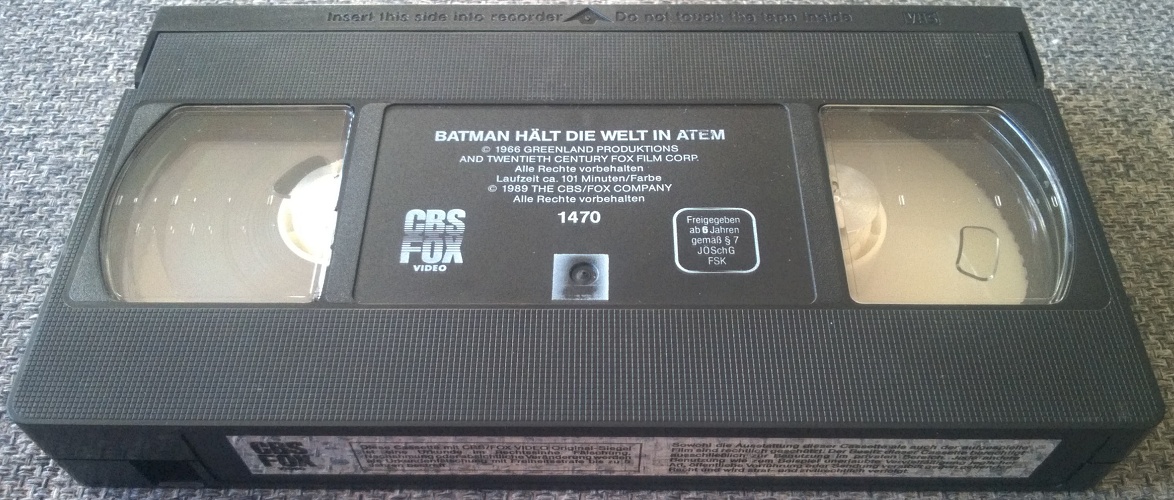 Insert this side into recorder Do not touch the tape inside VHS
BATMAN HÄLT DIE WELT IN ATEM
© 1966 GREENLAND PRODUKTIONS
AND TWENTIETH CENTURY FOX FILM CORP.
Alle Rechte vorbehalten
Laufzeit ca. 101 Minuten/Farbe
© 1989 THE CBS/FOX COMPANY
Alle Rechte vorbehalten
1470
CBS
FOX
VIDEO
Freigegeben
ab 6 Jahren
gemäß § 7
JÖSchG
FSK
CBS
FOX